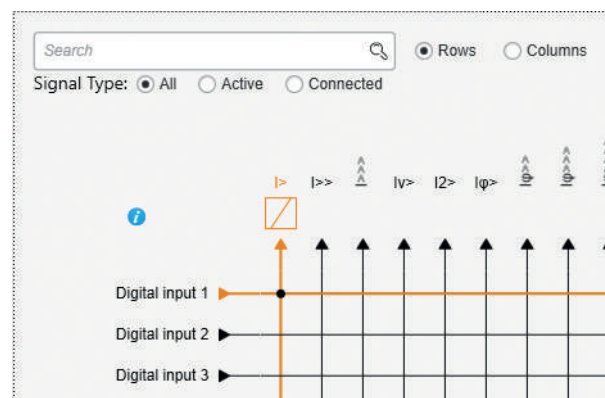 Search
Rows
Columns
Signal Type: All Active Connected
I> I>> I>>> Iv> I2> Iφ>
Digital input 1
Digital input 2
Digital input 3